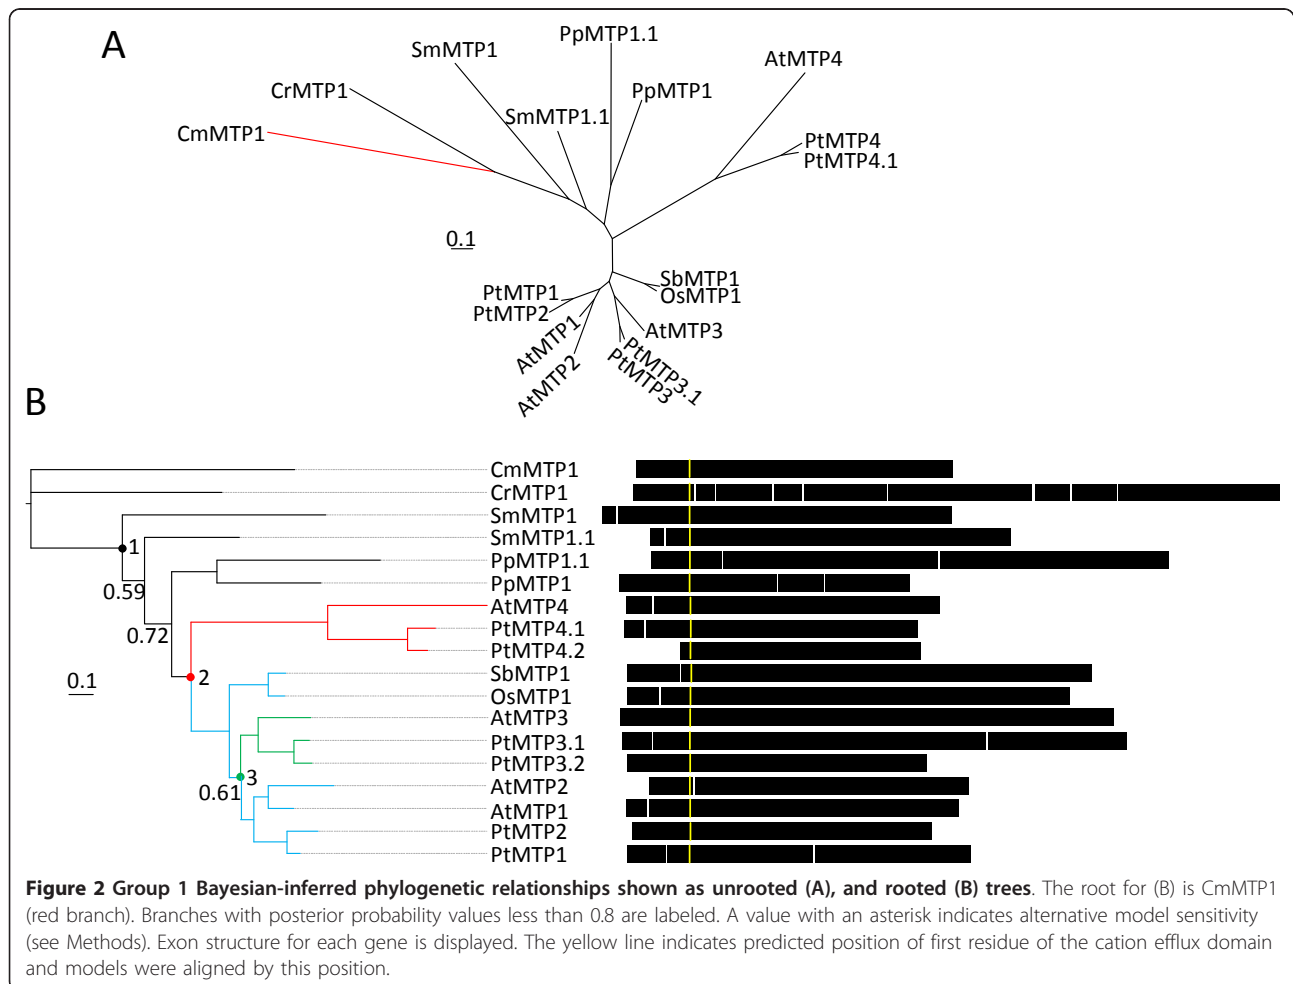 A
PpMTP1.1
SmMTP1
AtMTP4
CrMTP1
PpMTP1
SmMTP1.1
CmMTP1
PtMTP4
PtMTP4.1
0.1
SbMTP1
OsMTP1
PtMTP1
PtMTP2
AtMTP1
AtMTP2
AtMTP3
PtMTP3.1
PtMTP3
B
CmMTP1
CrMTP1
SmMTP1
1
SmMTP1.1
PpMTP1.1
0.59
PpMTP1
AtMTP4
0.72
PtMTP4.1
PtMTP4.2
2
0.1
SbMTP1
OsMTP1
AtMTP3
PtMTP3.1
PtMTP3.2
3
0.61
AtMTP2
AtMTP1
PtMTP2
PtMTP1
Figure 2 Group 1 Bayesian-inferred phylogenetic relationships shown as unrooted (A), and rooted (B) trees. The root for (B) is CmMTP1
(red branch). Branches with posterior probability values less than 0.8 are labeled. A value with an asterisk indicates alternative model sensitivity
(see Methods). Exon structure for each gene is displayed. The yellow line indicates predicted position of first residue of the cation efflux domain
and models were aligned by this position.